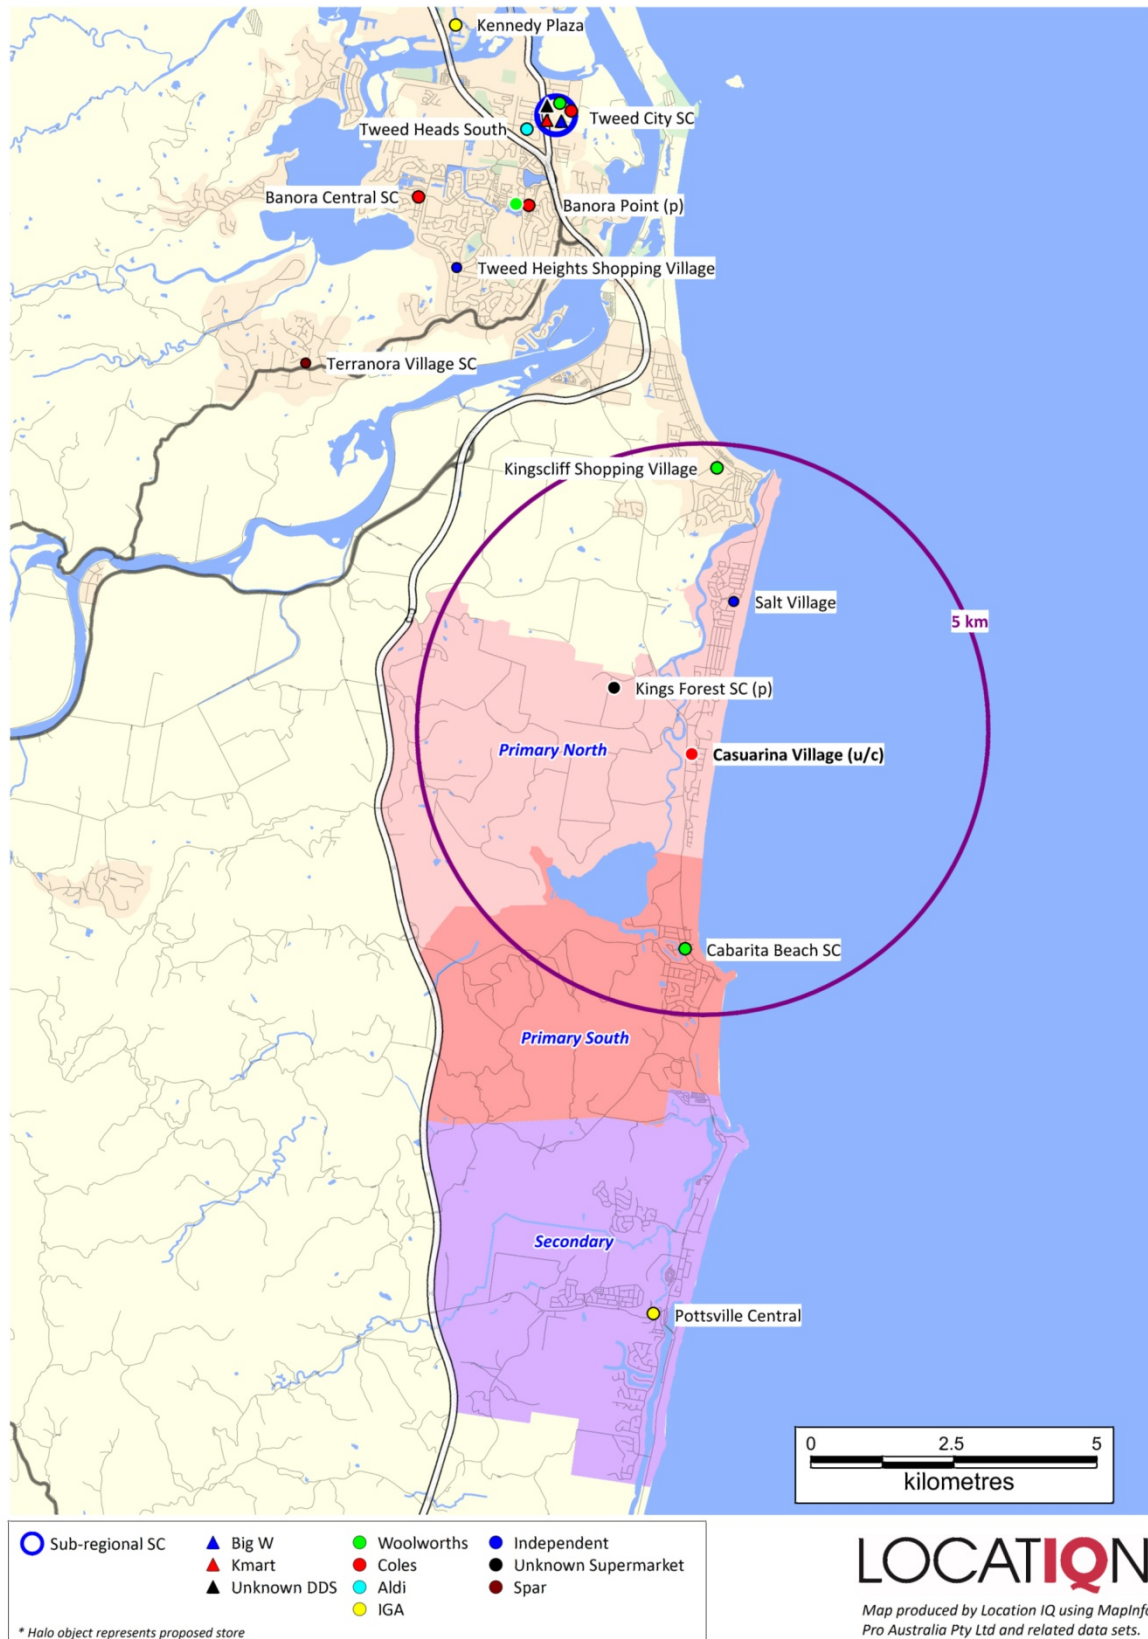 Kennedy Plaza
Tweed City SC
Tweed Heads South
Banora Central SC
Banora Point (p)
Tweed Heights Shopping Village
Terranora Village SC
Kingscliff Shopping Village
Salt Village
5 km
Kings Forest SC (p)
Primary North
Casuarina Village (u/c)
Cabarita Beach SC
Primary South
Secondary
Pottsville Central
0 2.5 5
kilometres
Sub-regional SC
Big W
Kmart
Unknown DDS
Woolworths
Coles
Aldi
IGA
Independent
Unknown Supermarket
Spar
* Halo object represents proposed store
LOCATIQN
Map produced by Location IQ using MapInfo
Pro Australia Pty Ltd and related data sets.